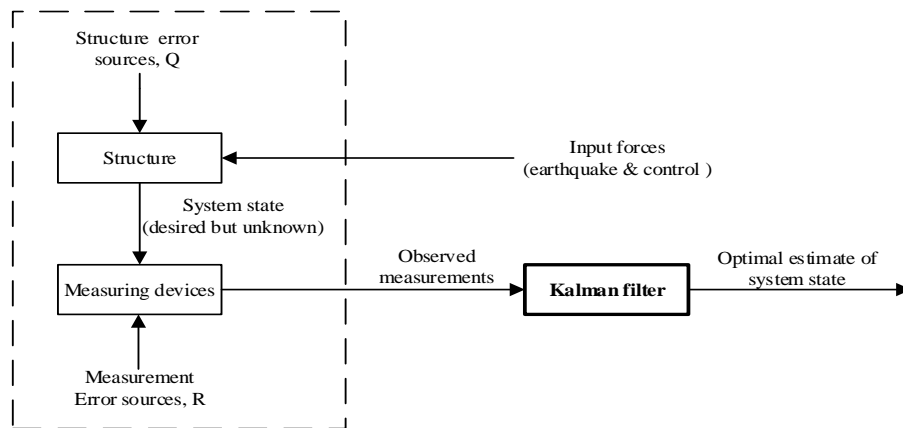 Structure error
sources, Q
Structure
Input forces
(earthquake & control )
System state
(desired but unknown)
Measuring devices
Observed
measurements
Kalman filter
Optimal estimate of
system state
Measurement
Error sources, R